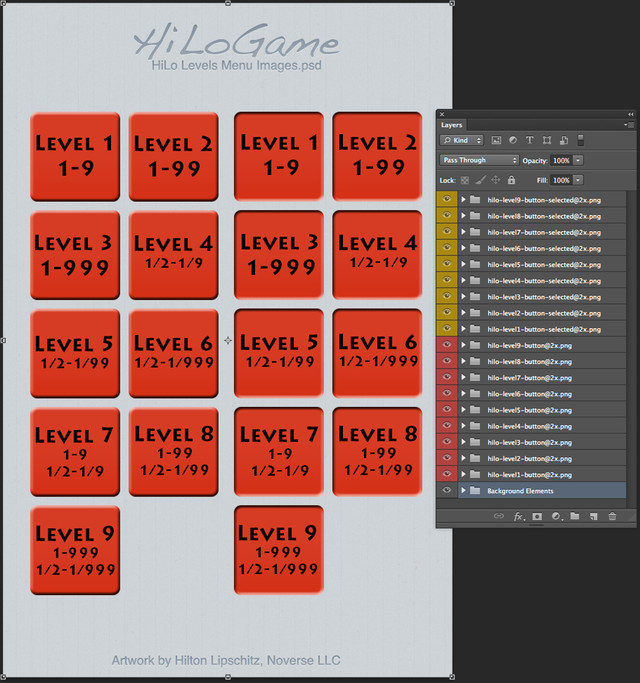 HiLoGame
HiLo Levels Menu Images.psd
Level 1
1-9
Level 2
1-99
Level 1
1-9
Level 2
1-99
Level 3
1-999
Level 4
1/2-1/9
Level 3
1-999
Level 4
1/2-1/9
Level 5
1/2-1/99
Level 6
1/2-1/999
Level 5
1/2-1/99
Level 6
1/2-1/999
Level 7
1-9
1/2-1/9
Level 8
1-99
1/2-1/99
Level 7
1-9
1/2-1/9
Level 8
1-99
1/2-1/99
Level 9
1-999
1/2-1/999
Level 9
1-999
1/2-1/999
Artwork by Hilton Lipschitz, Noverse LLC
Layers
Kind
Pass Through Opacity: 100%
Lock: Fill: 100%
hilo-level9-button-selected@2x.png
hilo-level8-button-selected@2x.png
hilo-level7-button-selected@2x.png
hilo-level6-button-selected@2x.png
hilo-level5-button-selected@2x.png
hilo-level4-button-selected@2x.png
hilo-level3-button-selected@2x.png
hilo-level2-button-selected@2x.png
hilo-level1-button-selected@2x.png
hilo-level9-button@2x.png
hilo-level8-button@2x.png
hilo-level7-button@2x.png
hilo-level6-button@2x.png
hilo-level5-button@2x.png
hilo-level4-button@2x.png
hilo-level3-button@2x.png
hilo-level2-button@2x.png
hilo-level1-button@2x.png
Background Elements
fx